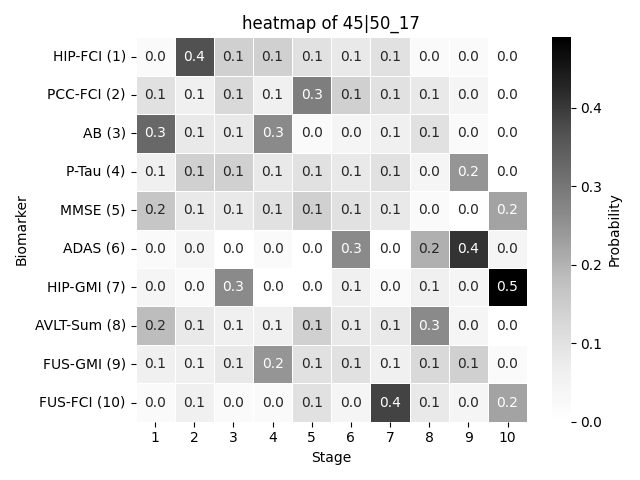 heatmap of 45|50_17
HIP-FCI (1) 0.0 0.4 0.1 0.1 0.1 0.1 0.1 0.0 0.0 0.0
PCC-FCI (2) 0.1 0.1 0.1 0.1 0.3 0.1 0.1 0.1 0.0 0.0
AB (3) 0.3 0.1 0.1 0.3 0.0 0.0 0.1 0.1 0.0 0.0
P-Tau (4) 0.1 0.1 0.1 0.1 0.1 0.1 0.1 0.0 0.2 0.0
MMSE (5) 0.2 0.1 0.1 0.1 0.1 0.1 0.1 0.0 0.0 0.2
ADAS (6) 0.0 0.0 0.0 0.0 0.0 0.3 0.0 0.2 0.4 0.0
HIP-GMI (7) 0.0 0.0 0.3 0.0 0.0 0.1 0.0 0.1 0.0 0.5
AVLT-Sum (8) 0.2 0.1 0.1 0.1 0.1 0.1 0.1 0.3 0.0 0.0
FUS-GMI (9) 0.1 0.1 0.1 0.2 0.1 0.1 0.1 0.1 0.1 0.0
FUS-FCI (10) 0.0 0.1 0.0 0.0 0.1 0.0 0.4 0.1 0.0 0.2
1 2 3 4 5 6 7 8 9 10
Stage
Biomarker
0.4
0.3
0.2
0.1
0.0
Probability